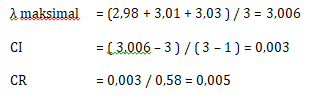 λ maksimal = (2,98 + 3,01 + 3,03 ) / 3 = 3,006
CI = ( 3,006 – 3 ) / ( 3 – 1 ) = 0,003
CR = 0,003 / 0,58 = 0,005